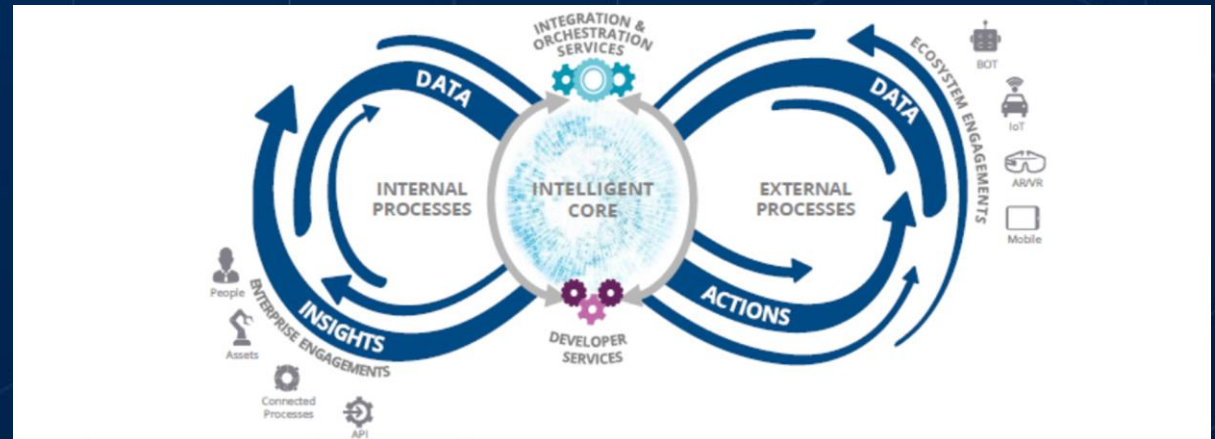 INTEGRATION &
ORCHESTRATION
SERVICES
DATA
DATA
ECOSYSTEM ENGAGEMENTS
BOT
IoT
AR/VR
Mobile
INTERNAL
PROCESSES
INTELLIGENT
CORE
EXTERNAL
PROCESSES
People
Assets
Connected
Processes
API
ENTERPRISE ENGAGEMENTS
INSIGHTS
ACTIONS
DEVELOPER
SERVICES